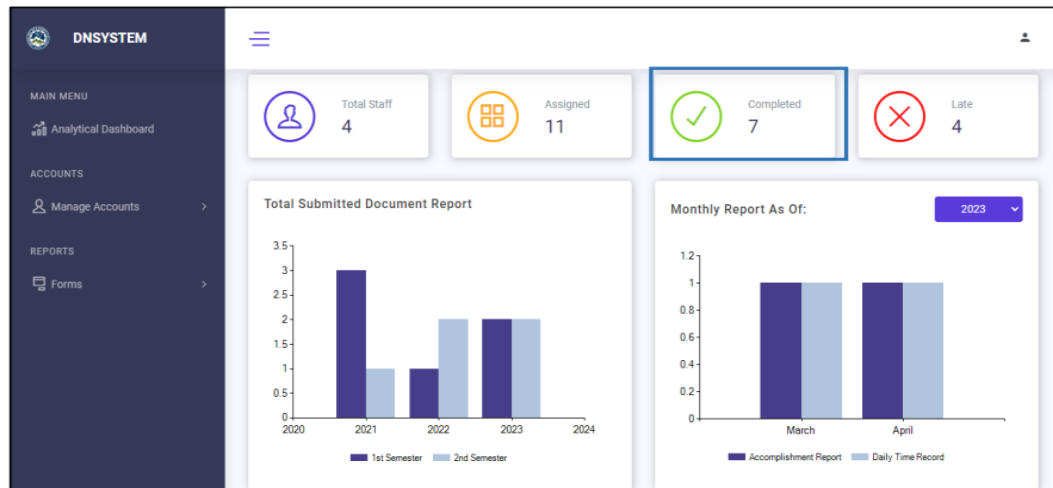 DNSYSTEM
MAIN MENU
Analytical Dashboard
ACCOUNTS
Manage Accounts
REPORTS
Forms
Total Staff
4
Assigned
11
Completed
7
Late
4
Total Submitted Document Report
3.5
3
2.5
2
1.5
1
0.5
0
2020 2021 2022 2023 2024
1st Semester 2nd Semester
Monthly Report As Of:
2023
1.2
1
0.8
0.6
0.4
0.2
0
March April
Accomplishment Report Daily Time Record